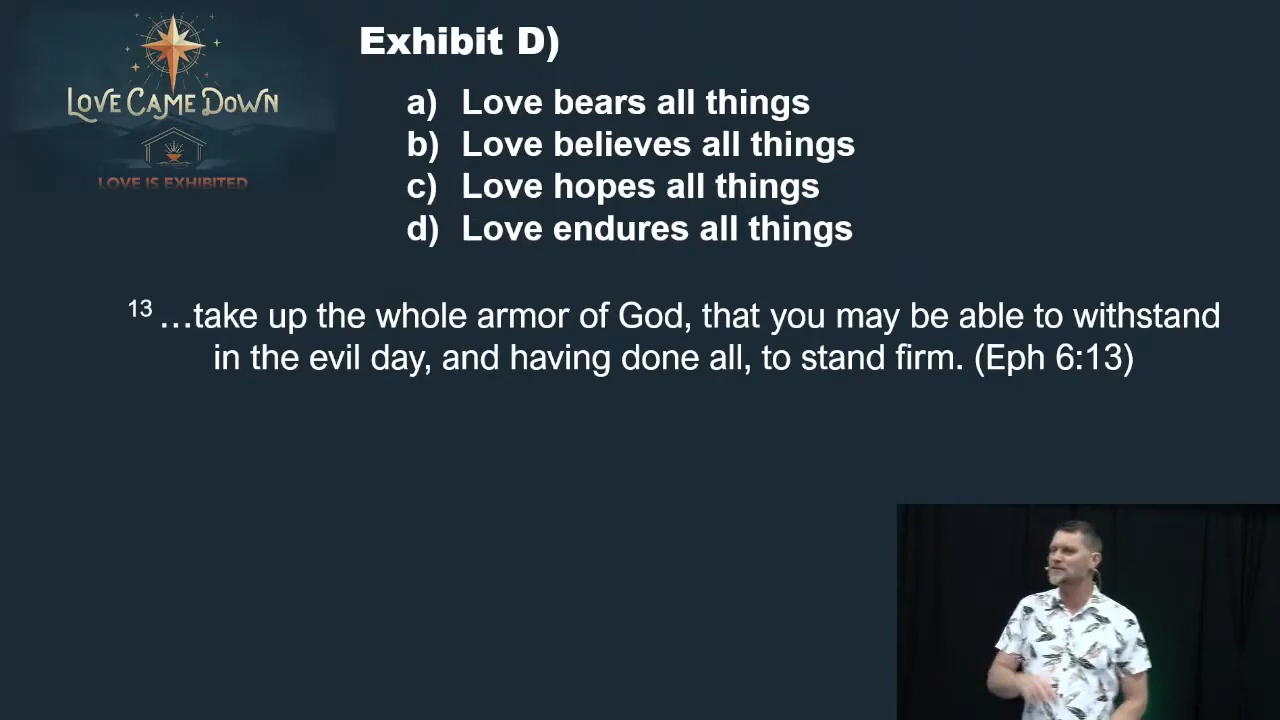 LOVE CAME DOWN
LOVE IS EXHIBITED
Exhibit D)
a) Love bears all things
b) Love believes all things
c) Love hopes all things
d) Love endures all things
13 …take up the whole armor of God, that you may be able to withstand
in the evil day, and having done all, to stand firm. (Eph 6:13)